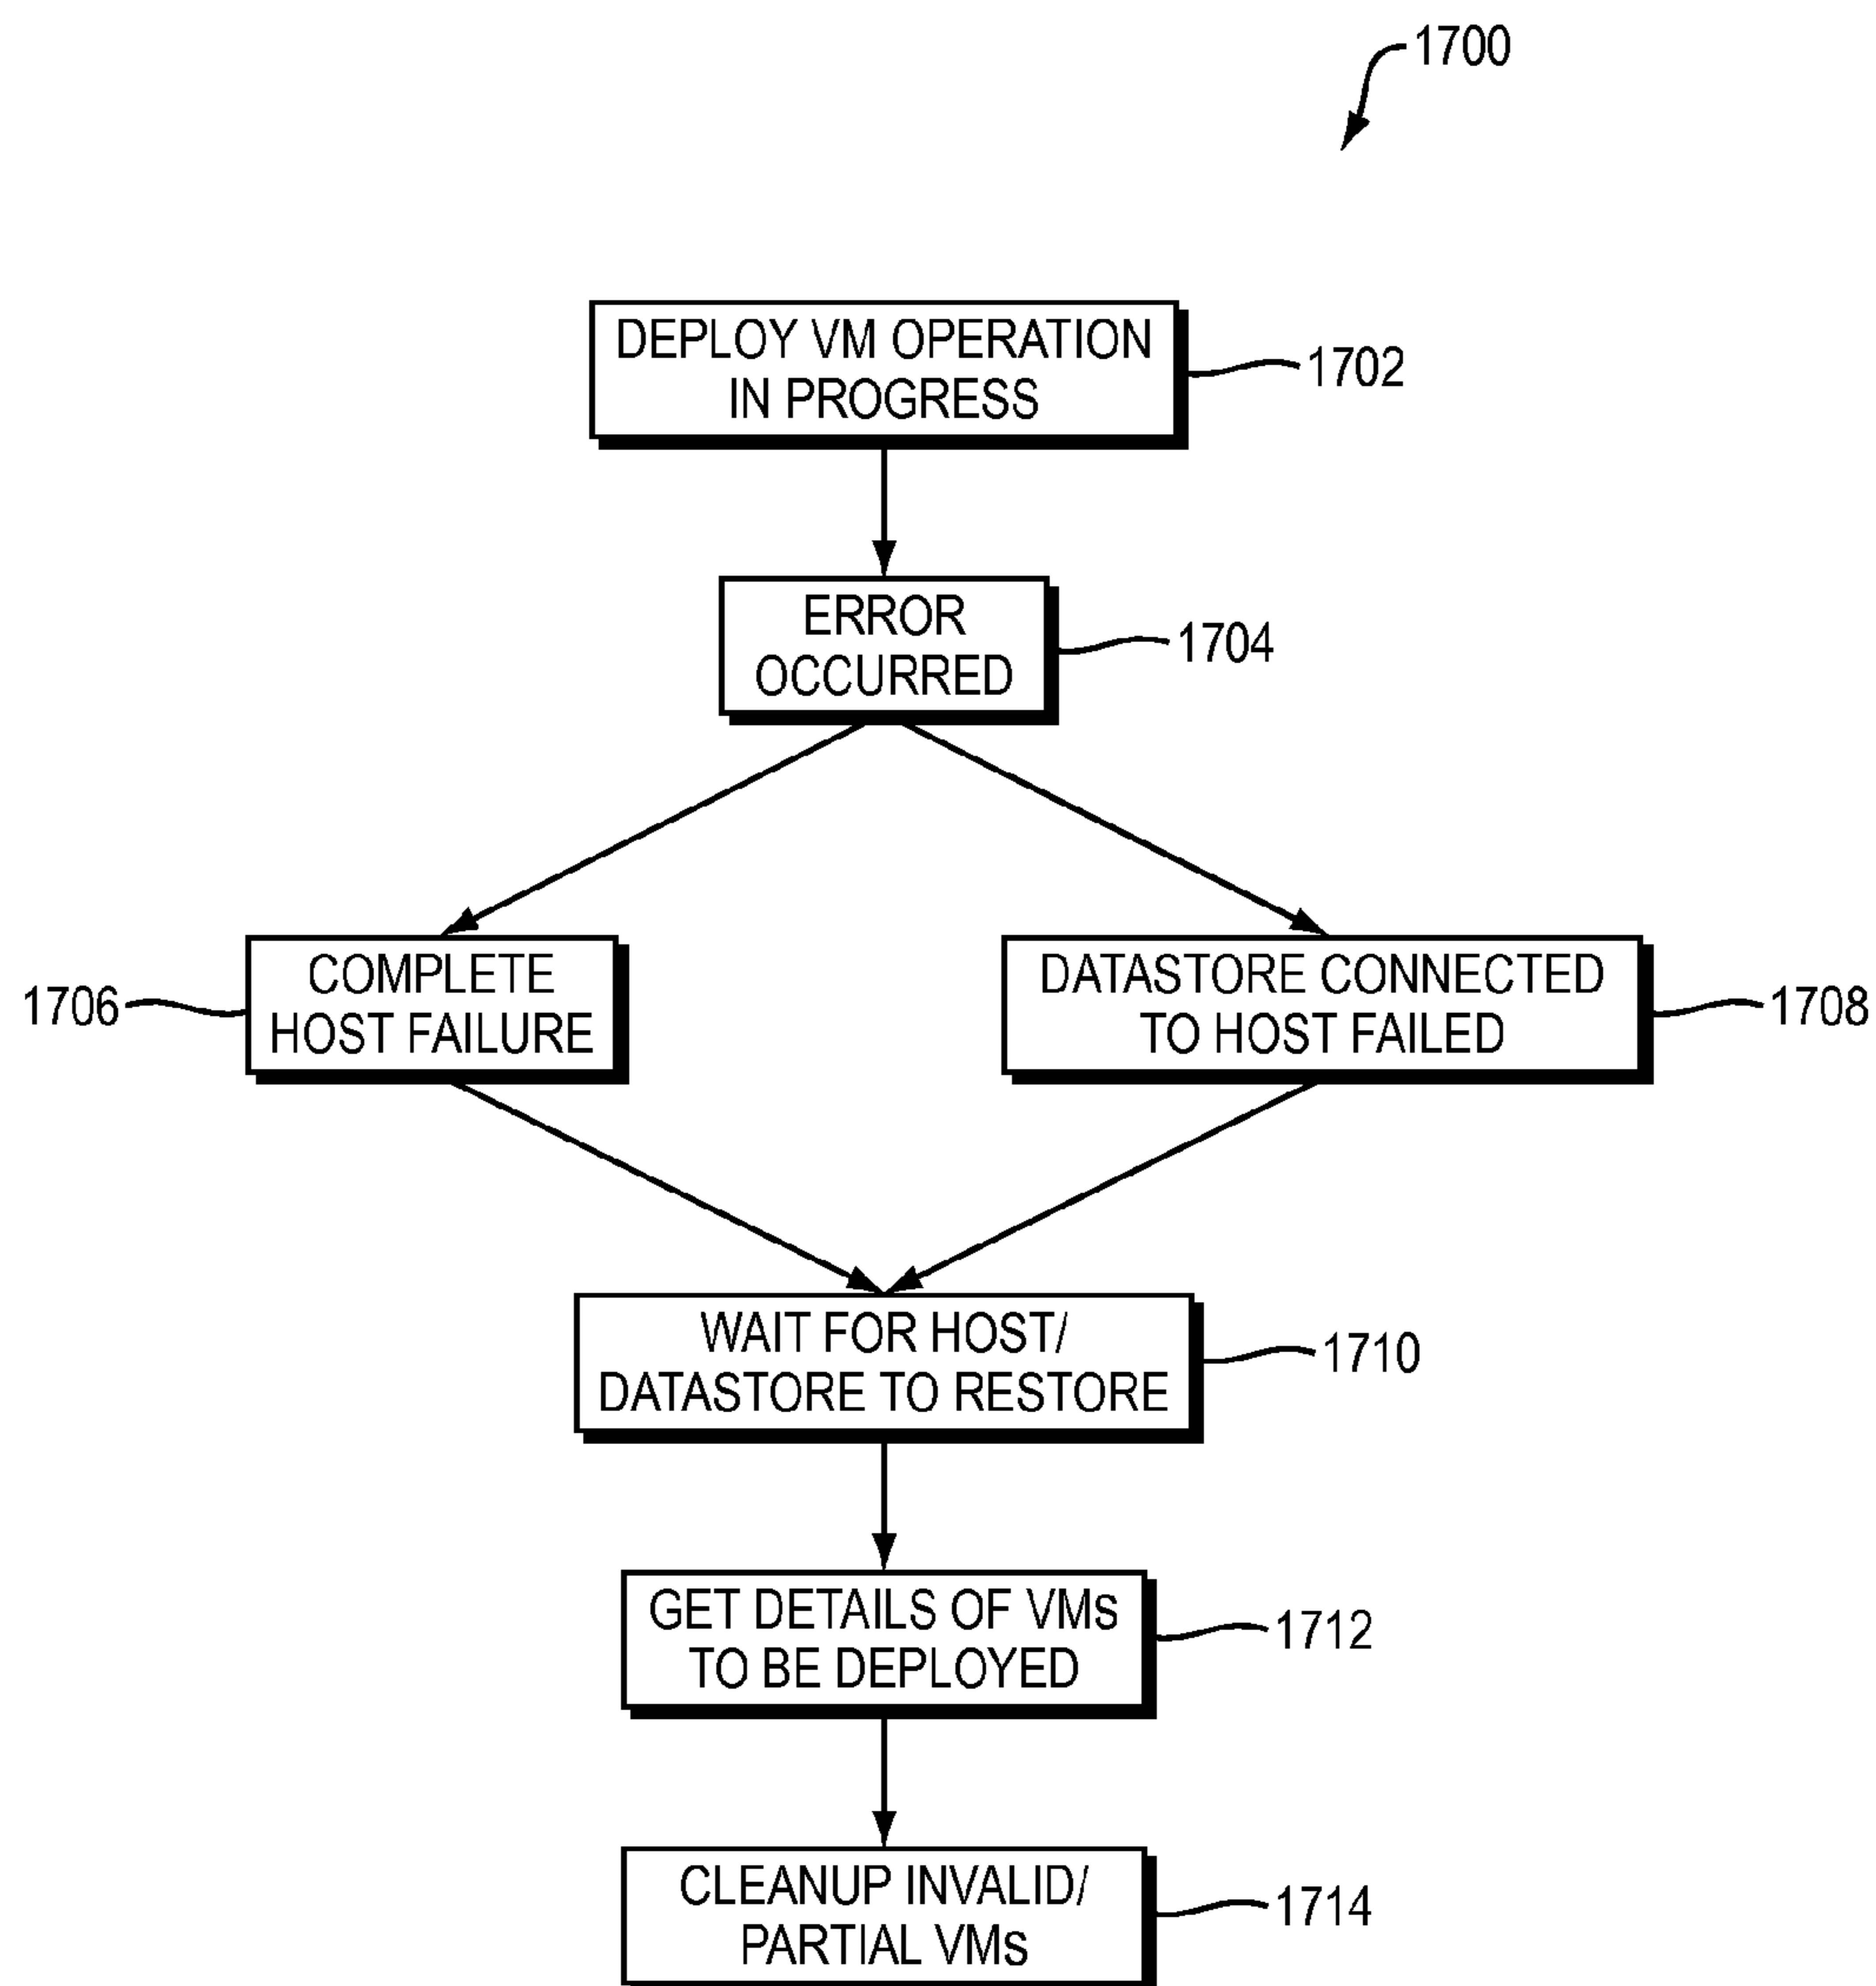 1700
DEPLOY VM OPERATION
IN PROGRESS
1702
ERROR
OCCURRED
1704
COMPLETE
HOST FAILURE
1706
DATASTORE CONNECTED
TO HOST FAILED
1708
WAIT FOR HOST/
DATASTORE TO RESTORE
1710
GET DETAILS OF VMs
TO BE DEPLOYED
1712
CLEANUP INVALID/
PARTIAL VMs
1714